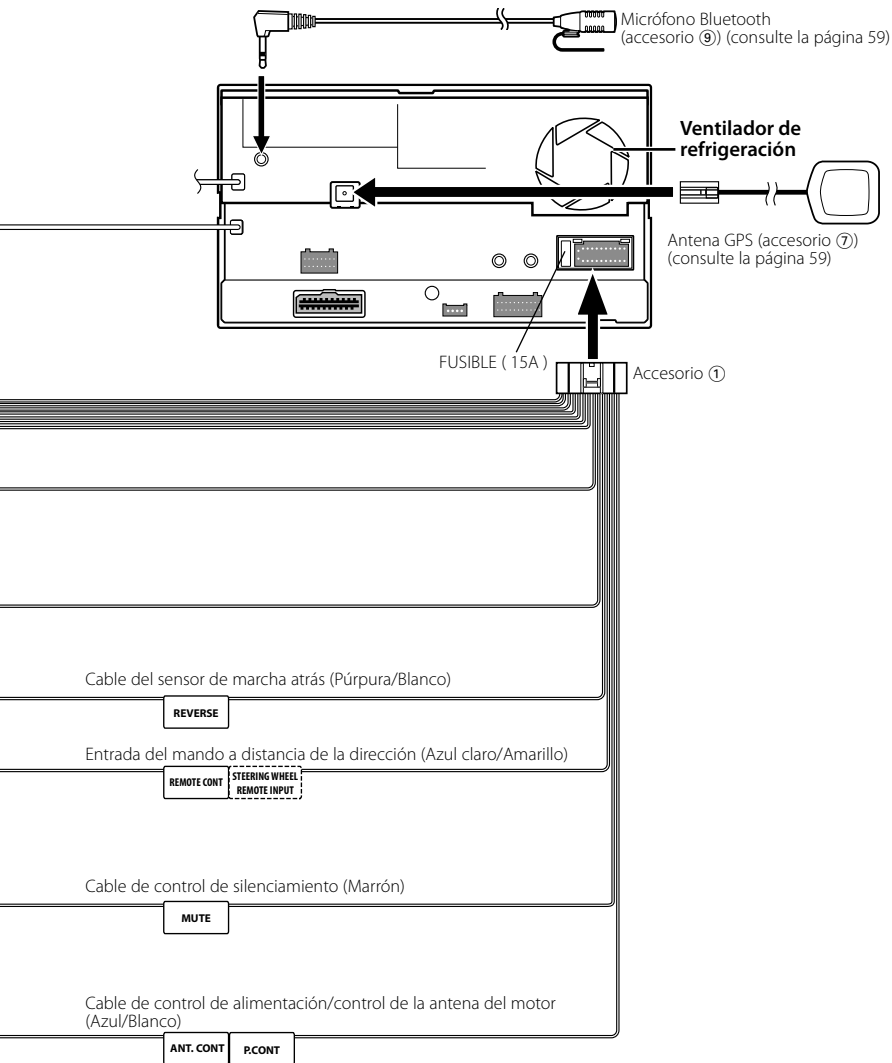 Micrófono Bluetooth
(accesorio ⑨) (consulte la página 59)
Ventilador de
refrigeración
Antena GPS (accesorio ⑦)
(consulte la página 59)
FUSIBLE ( 15A )
Accesorio ①
Cable del sensor de marcha atrás (Púrpura/Blanco)
REVERSE
Entrada del mando a distancia de la dirección (Azul claro/Amarillo)
REMOTE CONT
STEERING WHEEL
REMOTE INPUT
Cable de control de silenciamiento (Marrón)
MUTE
Cable de control de alimentación/control de la antena del motor
(Azul/Blanco)
ANT. CONT
P.CONT